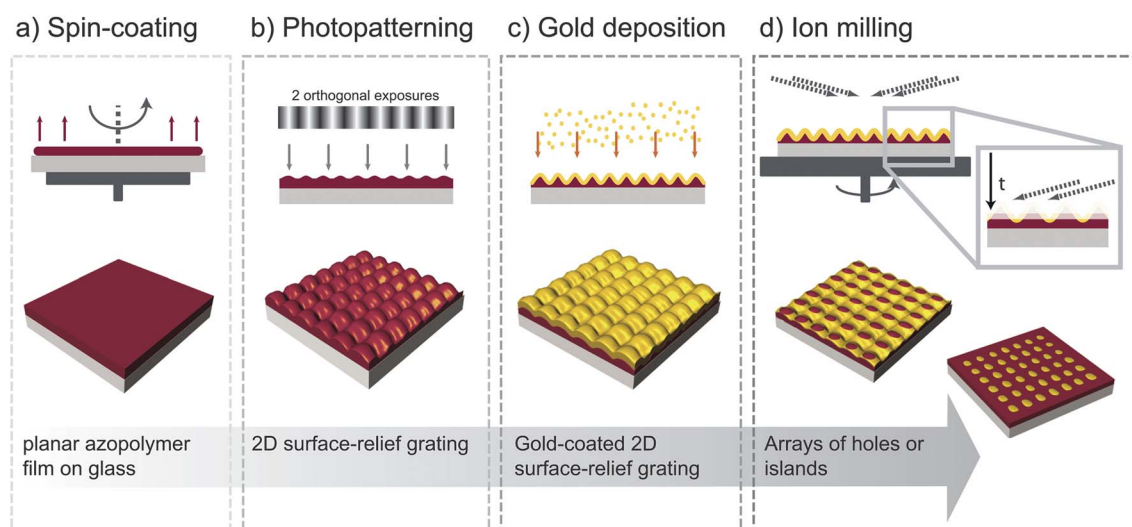 a) Spin-coating
b) Photopatterning
c) Gold deposition
d) Ion milling
2 orthogonal exposures
t
planar azopolymer
film on glass
2D surface-relief grating
Gold-coated 2D
surface-relief grating
Arrays of holes or
islands